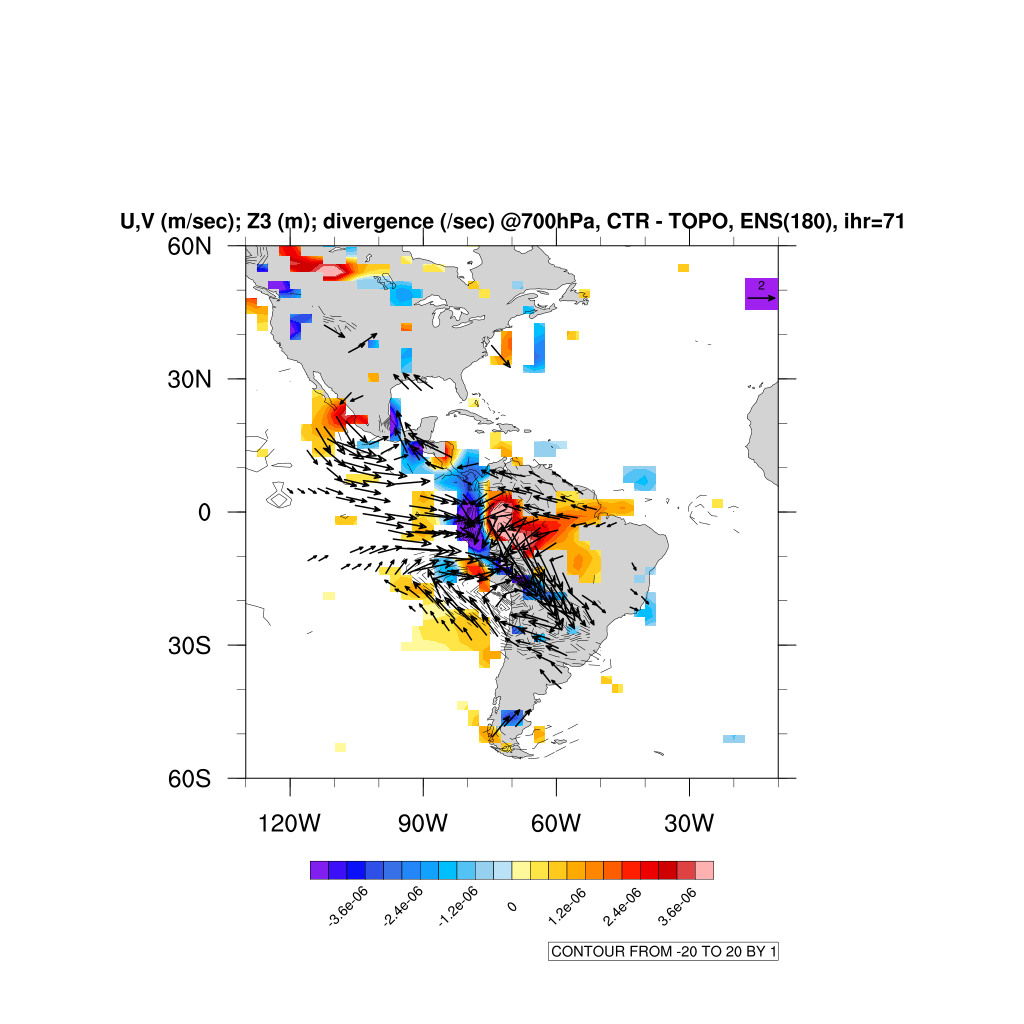 U,V (m/sec); Z3 (m); divergence (/sec) @700hPa, CTR - TOPO, ENS(180), ihr=71
60N
2
30N
0
30S
60S
120W 90W 60W 30W
-3.6e-06 -2.4e-06 -1.2e-06 0 1.2e-06 2.4e-06 3.6e-06
CONTOUR FROM -20 TO 20 BY 1